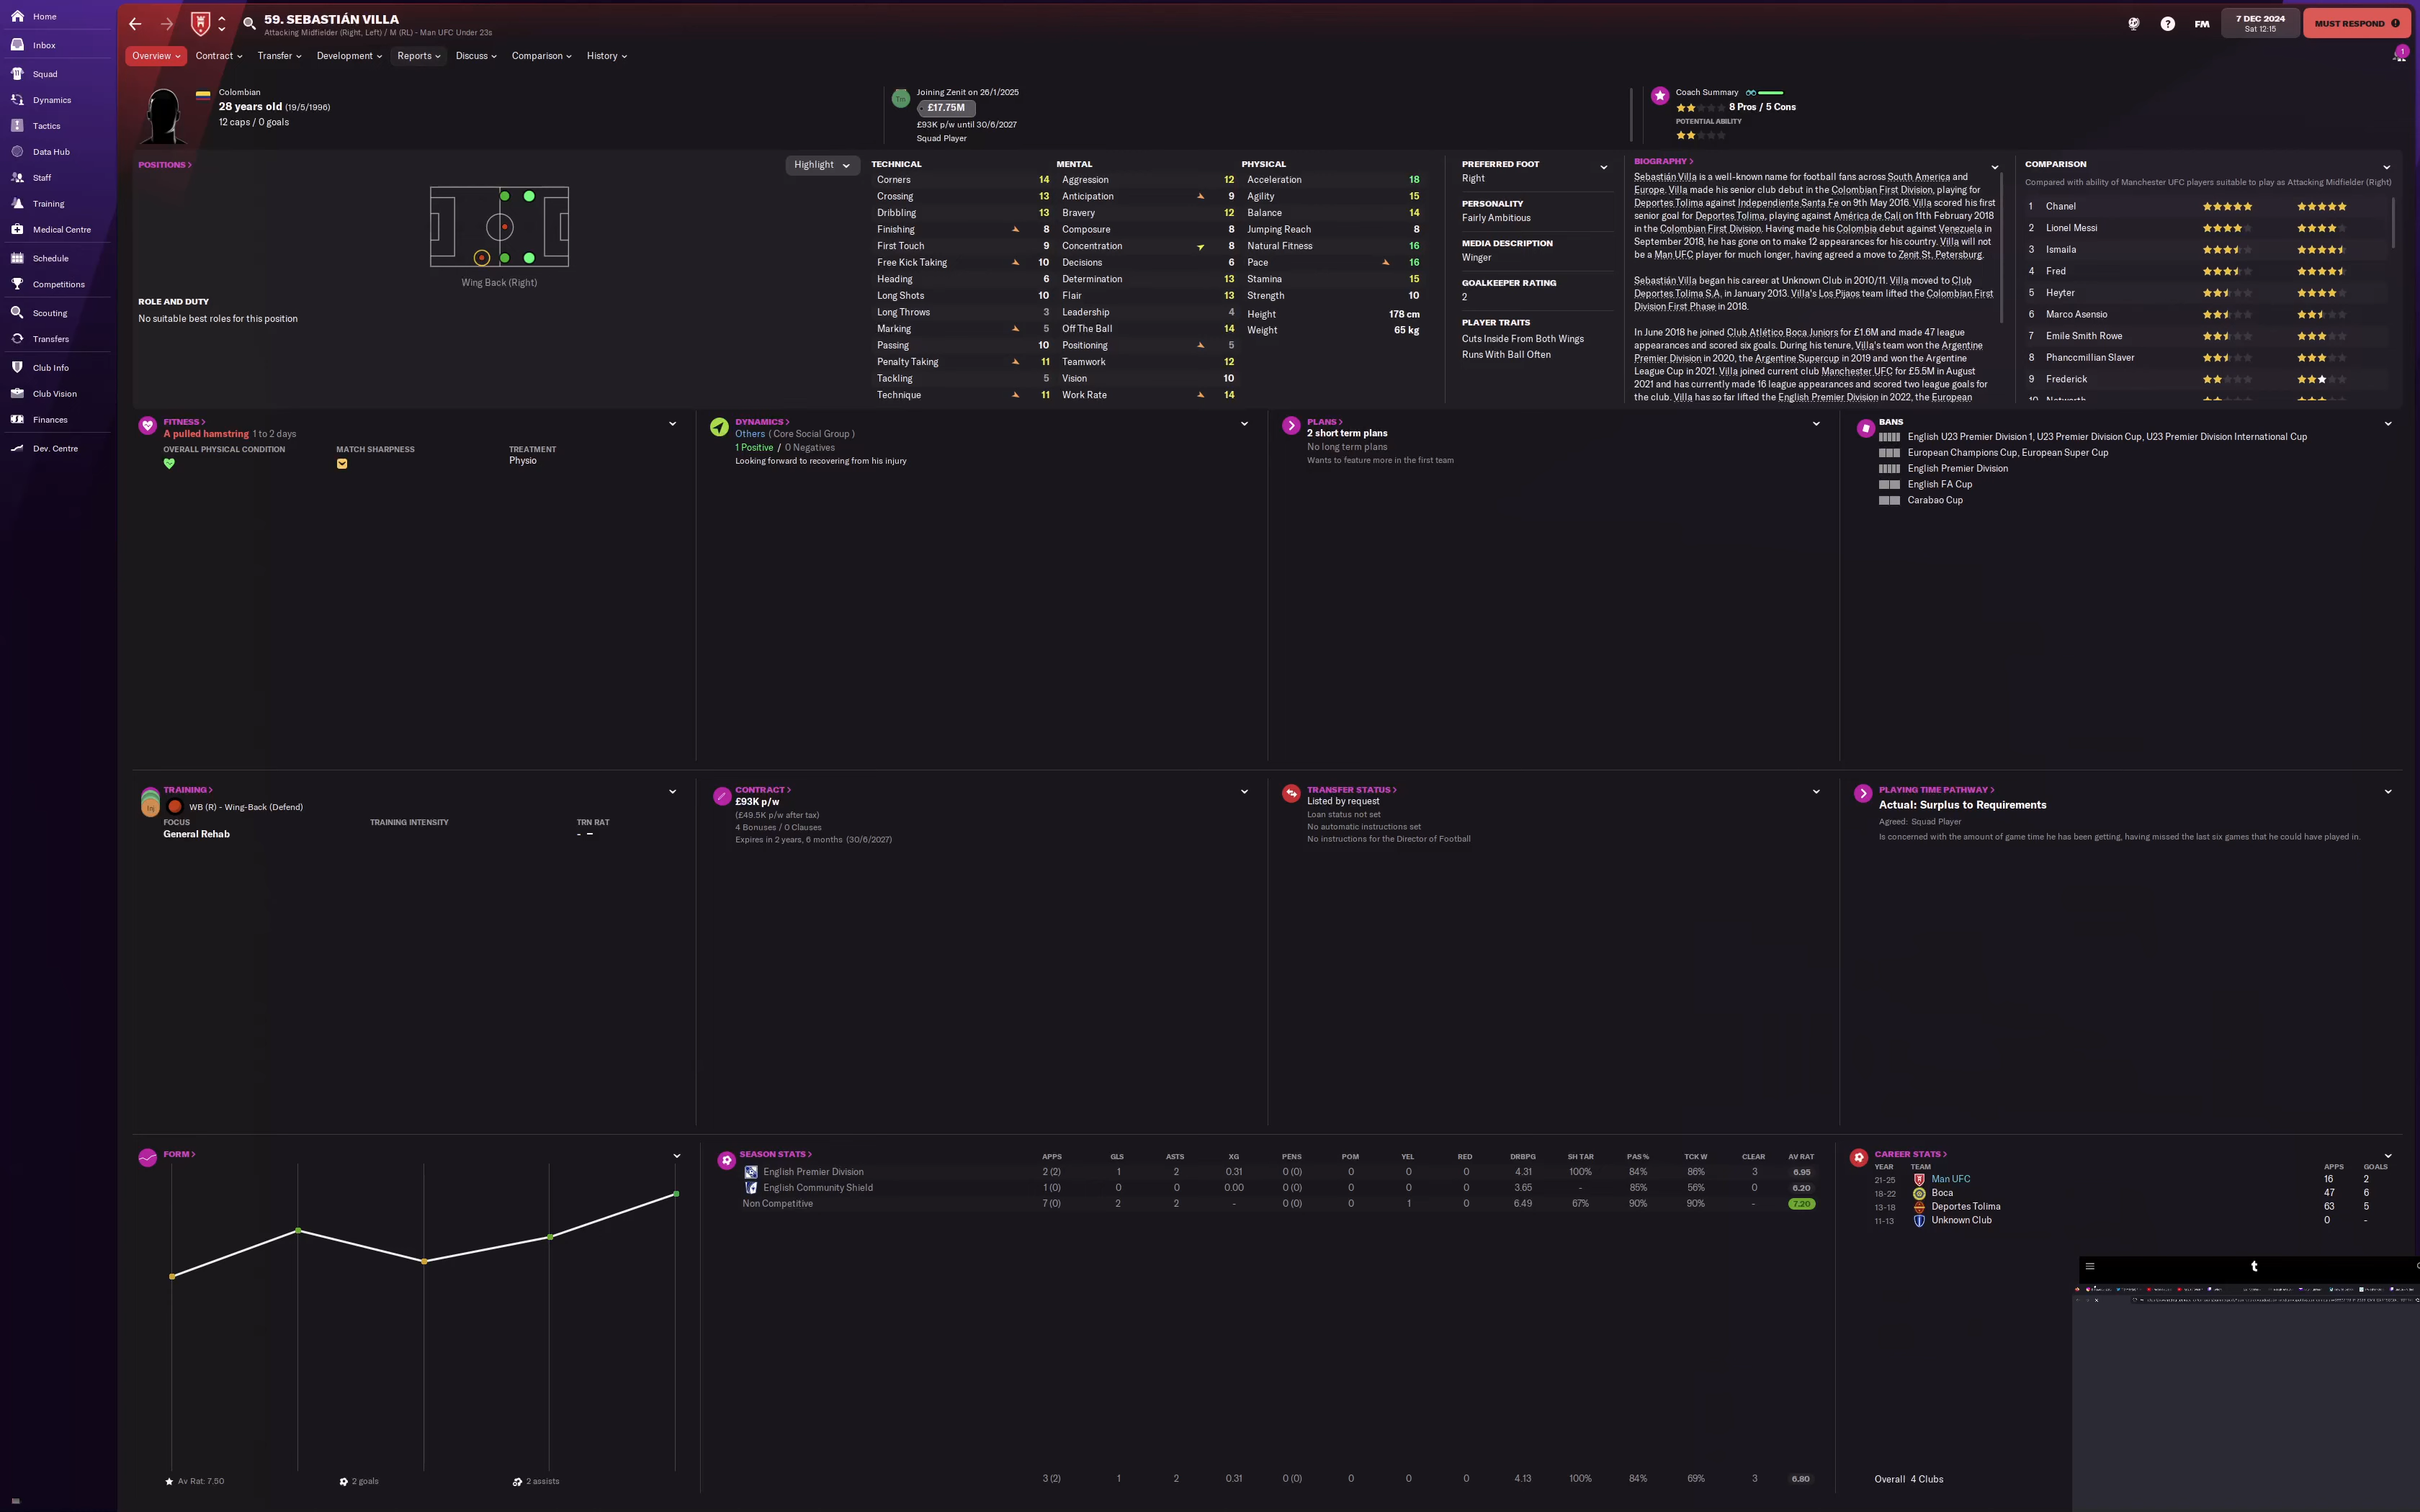 Home
Inbox
Squad
Dynamics
Tactics
Data Hub
Staff
Training
Medical Centre
Schedule
Competitions
Scouting
Transfers
Club Info
Club Vision
Finances
Dev. Centre
59. SEBASTIÁN VILLA
Attacking Midfielder (Right, Left) / M (RL) - Man UFC Under 23s
FM
7 DEC 2024
Sat 12:15
MUST RESPOND
1
Overview Contract Transfer Development Reports Discuss Comparison History
Colombian
28 years old (19/5/1996)
12 caps / 0 goals
Joining Zenit on 26/1/2025
£17.75M
£93K p/w until 30/6/2027
Squad Player
Coach Summary
8 Pros / 5 Cons
POTENTIAL ABILITY
POSITIONS >
Highlight
Wing Back (Right)
ROLE AND DUTY
No suitable best roles for this position
TECHNICAL
Corners 14
Crossing 13
Dribbling 13
Finishing 8
First Touch 9
Free Kick Taking 10
Heading 6
Long Shots 10
Long Throws 3
Marking 5
Passing 10
Penalty Taking 11
Tackling 5
Technique 11
MENTAL
Aggression 12
Anticipation 9
Bravery 12
Composure 8
Concentration 8
Decisions 6
Determination 13
Flair 13
Leadership 4
Off The Ball 14
Positioning 5
Teamwork 12
Vision 10
Work Rate 14
PHYSICAL
Acceleration 18
Agility 15
Balance 14
Jumping Reach 8
Natural Fitness 16
Pace 16
Stamina 15
Strength 10
Height 178 cm
Weight 65 kg
PREFERRED FOOT
Right
PERSONALITY
Fairly Ambitious
MEDIA DESCRIPTION
Winger
GOALKEEPER RATING
2
PLAYER TRAITS
Cuts Inside From Both Wings
Runs With Ball Often
BIOGRAPHY >
Sebastián Villa is a well-known name for football fans across South America and
Europe. Villa made his senior club debut in the Colombian First Division, playing for
Deportes Tolima against Independiente Santa Fe on 9th May 2016. Villa scored his first
senior goal for Deportes Tolima, playing against América de Cali on 11th February 2018
in the Colombian First Division. Having made his Colombia debut against Venezuela in
September 2018, he has gone on to make 12 appearances for his country. Villa will not
be a Man UFC player for much longer, having agreed a move to Zenit St. Petersburg.
Sebastián Villa began his career at Unknown Club in 2010/11. Villa moved to Club
Deportes Tolima S.A. in January 2013. Villa's Los Pijaos team lifted the Colombian First
Division First Phase in 2018.
In June 2018 he joined Club Atlético Boca Juniors for £1.6M and made 47 league
appearances and scored six goals. During his tenure, Villa's team won the Argentine
Premier Division in 2020, the Argentine Supercup in 2019 and won the Argentine
League Cup in 2021. Villa joined current club Manchester UFC for £5.5M in August
2021 and has currently made 16 league appearances and scored two league goals for
the club. Villa has so far lifted the English Premier Division in 2022, the European
COMPARISON
Compared with ability of Manchester UFC players suitable to play as Attacking Midfielder (Right)
1 Chanel
2 Lionel Messi
3 Ismaila
4 Fred
5 Heyter
6 Marco Asensio
7 Emile Smith Rowe
8 Phanccmillian Slaver
9 Frederick
FITNESS >
A pulled hamstring 1 to 2 days
OVERALL PHYSICAL CONDITION MATCH SHARPNESS TREATMENT
Physio
DYNAMICS >
Others ( Core Social Group )
1 Positive / 0 Negatives
Looking forward to recovering from his injury
PLANS >
2 short term plans
No long term plans
Wants to feature more in the first team
BANS
English U23 Premier Division 1, U23 Premier Division Cup, U23 Premier Division International Cup
European Champions Cup, European Super Cup
English Premier Division
English FA Cup
Carabao Cup
TRAINING >
Inj
WB (R) - Wing-Back (Defend)
FOCUS TRAINING INTENSITY TRN RAT
General Rehab - –
CONTRACT >
£93K p/w
(£49.5K p/w after tax)
4 Bonuses / 0 Clauses
Expires in 2 years, 6 months (30/6/2027)
TRANSFER STATUS >
Listed by request
Loan status not set
No automatic instructions set
No instructions for the Director of Football
PLAYING TIME PATHWAY >
Actual: Surplus to Requirements
Agreed: Squad Player
Is concerned with the amount of game time he has been getting, having missed the last six games that he could have played in.
FORM >
Av Rat: 7.50 2 goals 2 assists
SEASON STATS > APPS GLS ASTS XG PENS POM YEL RED DRBPG SH TAR PAS % TCK W CLEAR AV RAT
English Premier Division 2 (2) 1 2 0.31 0 (0) 0 0 0 4.31 100% 84% 86% 3 6.95
English Community Shield 1 (0) 0 0 0.00 0 (0) 0 0 0 3.65 - 85% 56% 0 6.20
Non Competitive 7 (0) 2 2 - 0 (0) 0 1 0 6.49 67% 90% 90% - 7.20
3 (2) 1 2 0.31 0 (0) 0 0 0 4.13 100% 84% 69% 3 6.80
CAREER STATS >
YEAR TEAM APPS GOALS
21-25 Man UFC 16 2
18-22 Boca 47 6
13-18 Deportes Tolima 63 5
11-13 Unknown Club 0 -
Overall 4 Clubs
t